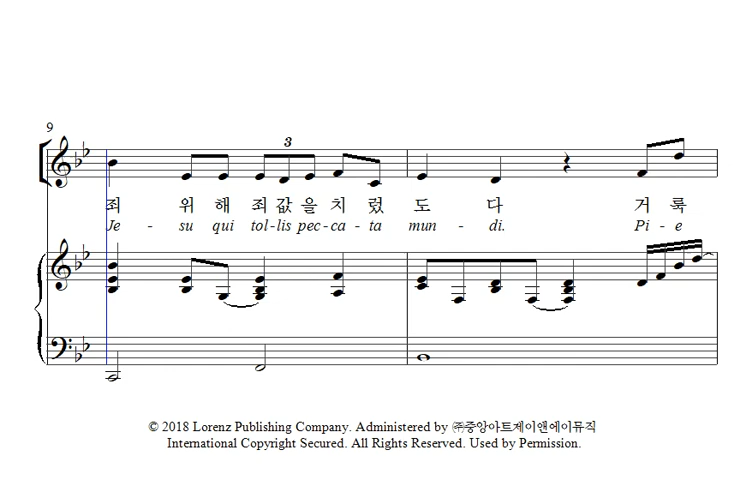 9
3
죄 위 해 죄 값 을 치 렀 도 다 거 룩
Je - su qui tol - lis pec - ca - ta mun - di. Pi - e
© 2018 Lorenz Publishing Company. Administered by ㈜중앙아트제이앤에이뮤직
International Copyright Secured. All Rights Reserved. Used by Permission.